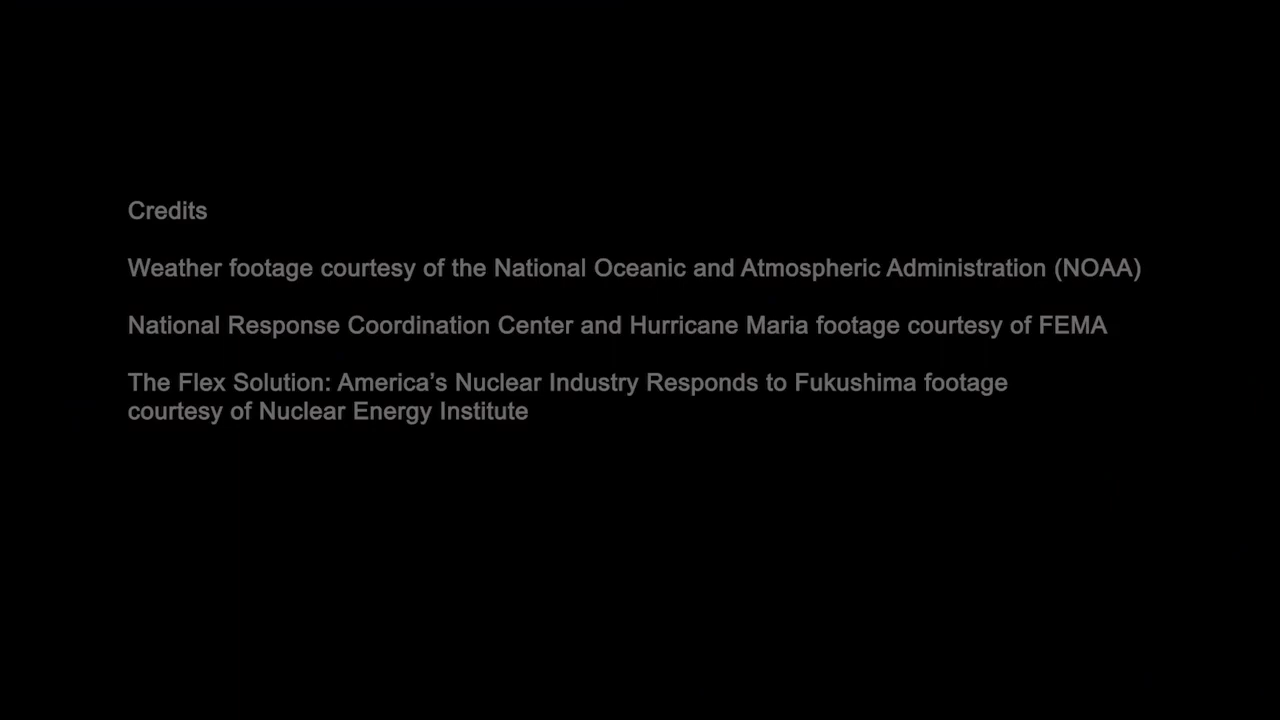 Credits
Weather footage courtesy of the National Oceanic and Atmospheric Administration (NOAA)
National Response Coordination Center and Hurricane Maria footage courtesy of FEMA
The Flex Solution: America’s Nuclear Industry Responds to Fukushima footage
courtesy of Nuclear Energy Institute